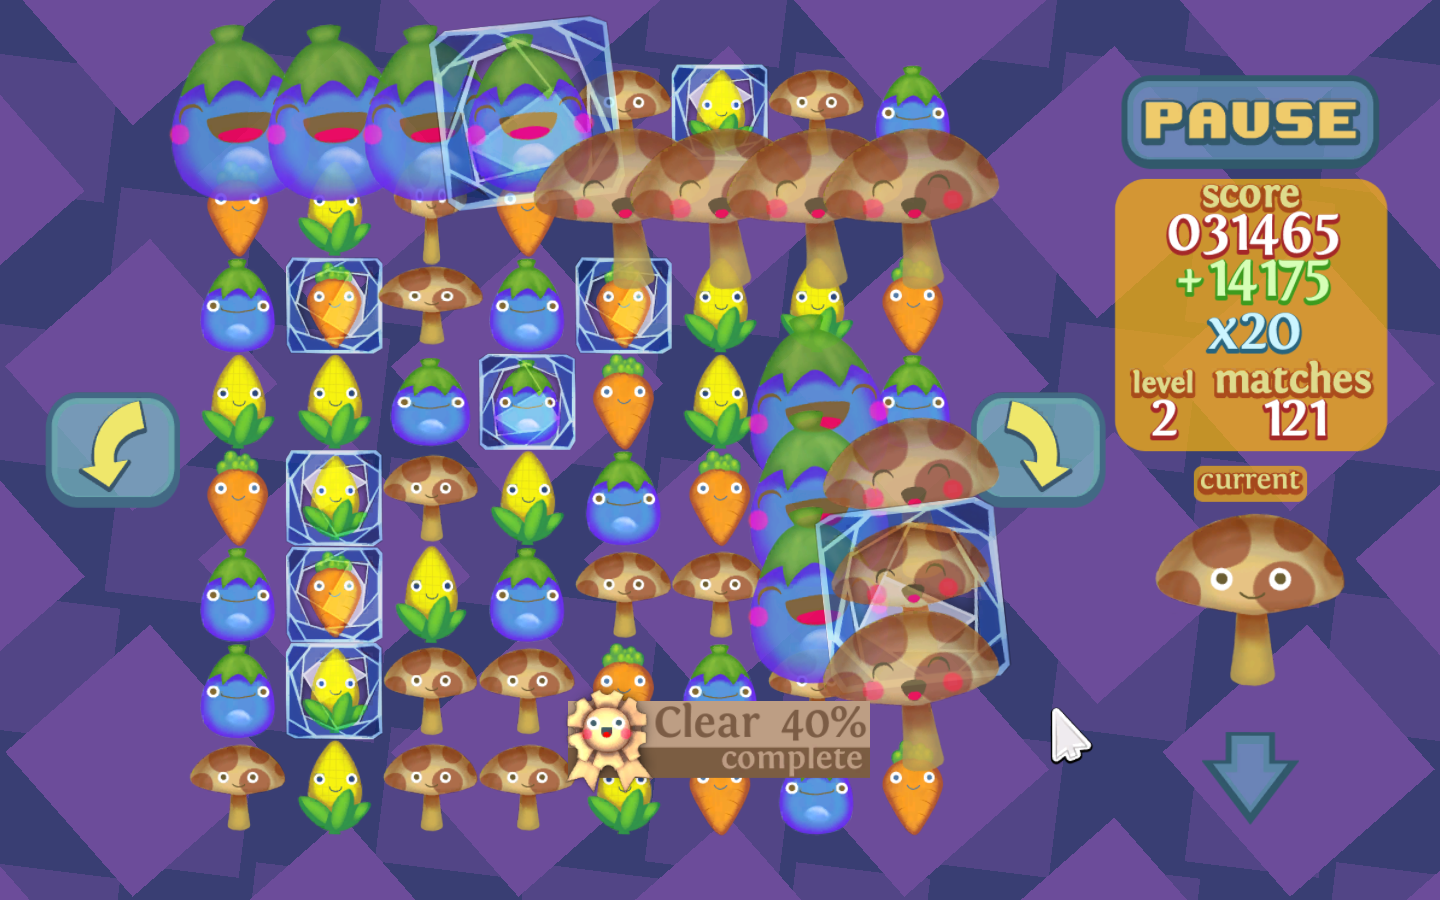 PAUSE
score
031465
+14175
x20
level matches
2 121
current
Clear 40%
complete